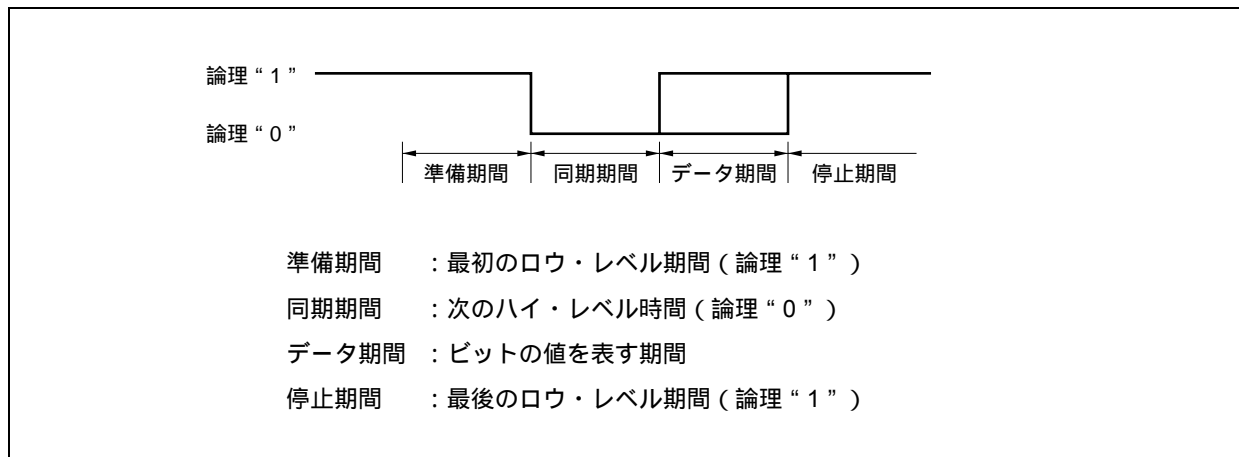 論理“1”
論理“0”
準備期間 同期期間 データ期間 停止期間
準備期間 :最初のロウ・レベル期間(論理“1”)
同期期間 :次のハイ・レベル時間(論理“0”)
データ期間 :ビットの値を表す期間
停止期間 :最後のロウ・レベル期間(論理“1”)